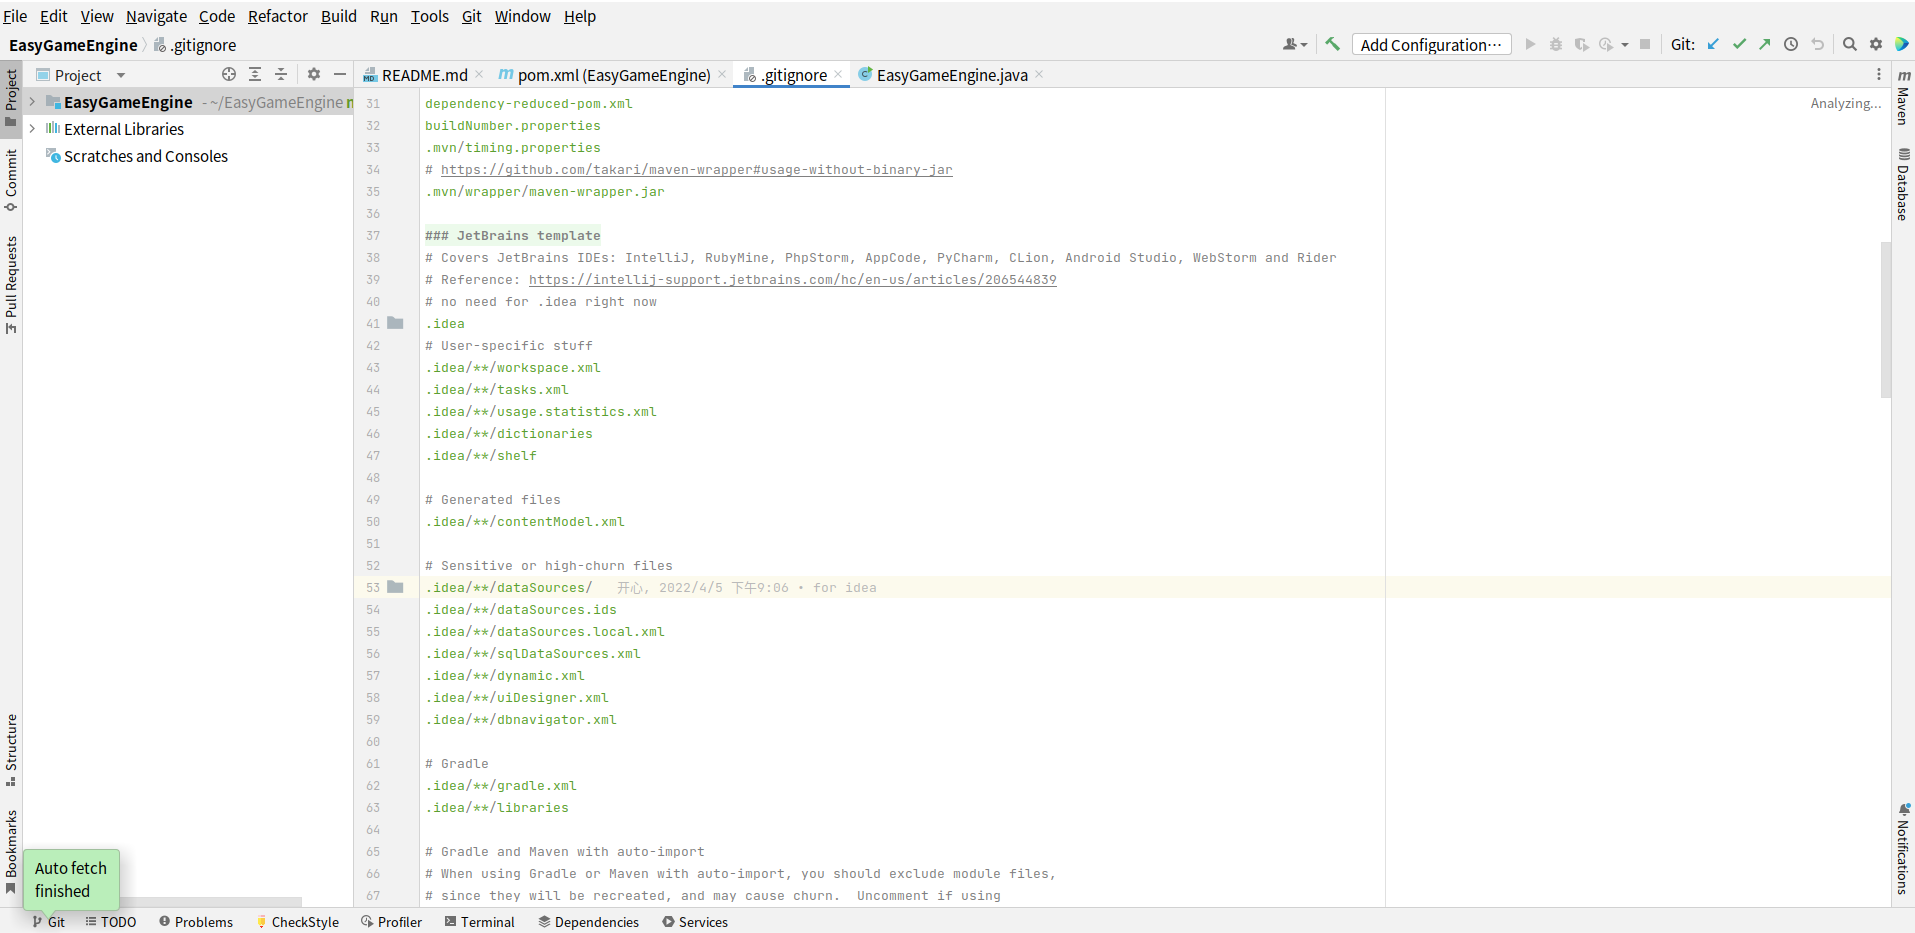 File Edit View Navigate Code Refactor Build Run Tools Git Window Help
EasyGameEngine .gitignore
Add Configuration... Git:
Project
README.md
pom.xml (EasyGameEngine)
.gitignore
EasyGameEngine.java
EasyGameEngine - ~/EasyGameEngine
External Libraries
Scratches and Consoles
Project
Commit
Pull Requests
Structure
Bookmarks
Analyzing...
31 dependency-reduced-pom.xml
32 buildNumber.properties
33 .mvn/timing.properties
34 # https://github.com/takari/maven-wrapper#usage-without-binary-jar
35 .mvn/wrapper/maven-wrapper.jar
36
37 ### JetBrains template
38 # Covers JetBrains IDEs: IntelliJ, RubyMine, PhpStorm, AppCode, PyCharm, CLion, Android Studio, WebStorm and Rider
39 # Reference: https://intellij-support.jetbrains.com/hc/en-us/articles/206544839
40 # no need for .idea right now
41 .idea
42 # User-specific stuff
43 .idea/**/workspace.xml
44 .idea/**/tasks.xml
45 .idea/**/usage.statistics.xml
46 .idea/**/dictionaries
47 .idea/**/shelf
48
49 # Generated files
50 .idea/**/contentModel.xml
51
52 # Sensitive or high-churn files
53 .idea/**/dataSources/ 开心, 2022/4/5 下午9:06 • for idea
54 .idea/**/dataSources.ids
55 .idea/**/dataSources.local.xml
56 .idea/**/sqlDataSources.xml
57 .idea/**/dynamic.xml
58 .idea/**/uiDesigner.xml
59 .idea/**/dbnavigator.xml
60
61 # Gradle
62 .idea/**/gradle.xml
63 .idea/**/libraries
64
65 # Gradle and Maven with auto-import
66 # When using Gradle or Maven with auto-import, you should exclude module files,
67 # since they will be recreated, and may cause churn.  Uncomment if using
m Maven
Database
Notifications
Auto fetch
finished
Git TODO Problems CheckStyle Profiler Terminal Dependencies Services